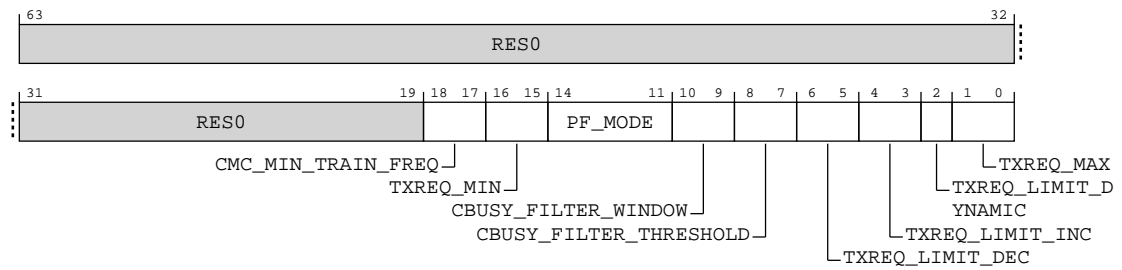 63 32
RES0
31 19 18 17 16 15 14 11 10 9 8 7 6 5 4 3 2 1 0
RES0 PF_MODE
CMC_MIN_TRAIN_FREQ TXREQ_MAX
TXREQ_MIN TXREQ_LIMIT_D
CBUSY_FILTER_WINDOW YNAMIC
CBUSY_FILTER_THRESHOLD TXREQ_LIMIT_INC
TXREQ_LIMIT_DEC